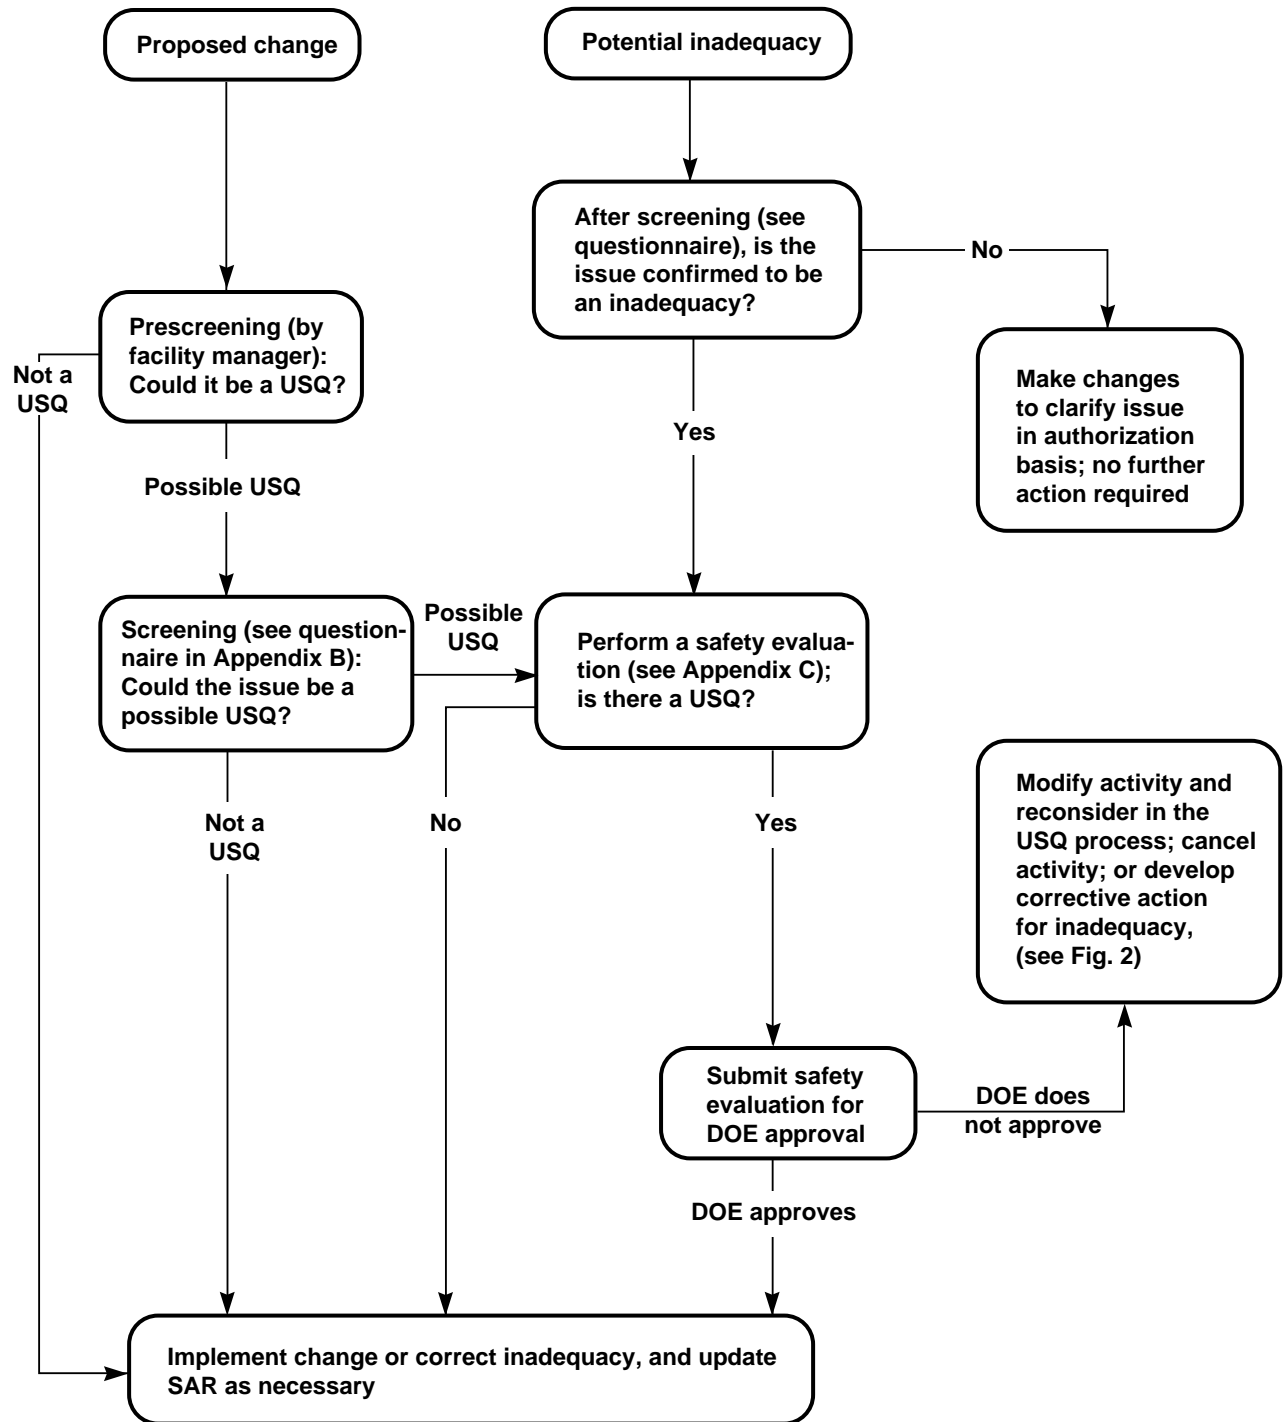 Proposed change
Potential inadequacy
After screening (see
questionnaire), is the
issue confirmed to be
an inadequacy?
No
Prescreening (by
facility manager):
Could it be a USQ?
Not a
USQ
Make changes
to clarify issue
in authorization
basis; no further
action required
Yes
Possible USQ
Screening (see question-
naire in Appendix B):
Could the issue be a
possible USQ?
Possible
USQ
Perform a safety evalua-
tion (see Appendix C);
is there a USQ?
Modify activity and
reconsider in the
USQ process; cancel
activity; or develop
corrective action
for inadequacy,
(see Fig. 2)
Not a
USQ
No
Yes
Submit safety
evaluation for
DOE approval
DOE does
not approve
DOE approves
Implement change or correct inadequacy, and update
SAR as necessary